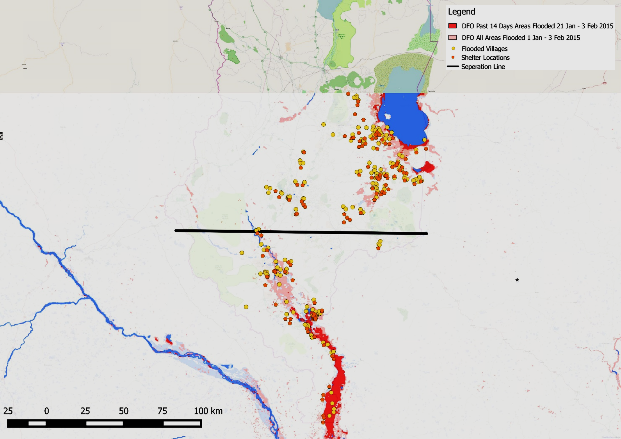 Legend
DFO Past 14 Days Areas Flooded 21 Jan - 3 Feb 2015
DFO All Areas Flooded 1 Jan - 3 Feb 2015
Flooded Villages
Shelter Locations
Seperation Line
25 0 25 50 75 100 km